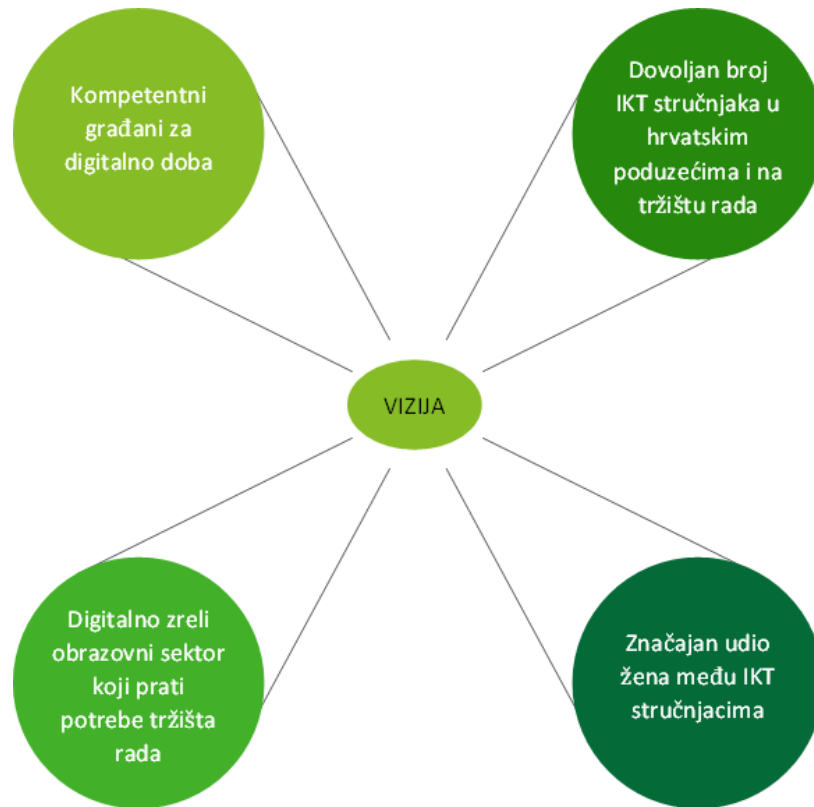 Kompetentni
građani za
digitalno doba
Dovoljan broj
IKT stručnjaka u
hrvatskim
poduzećima i na
tržištu rada
VIZIJA
Digitalno zreli
obrazovni sektor
koji prati
potrebe tržišta
rada
Značajan udio
žena među IKT
stručnjacima